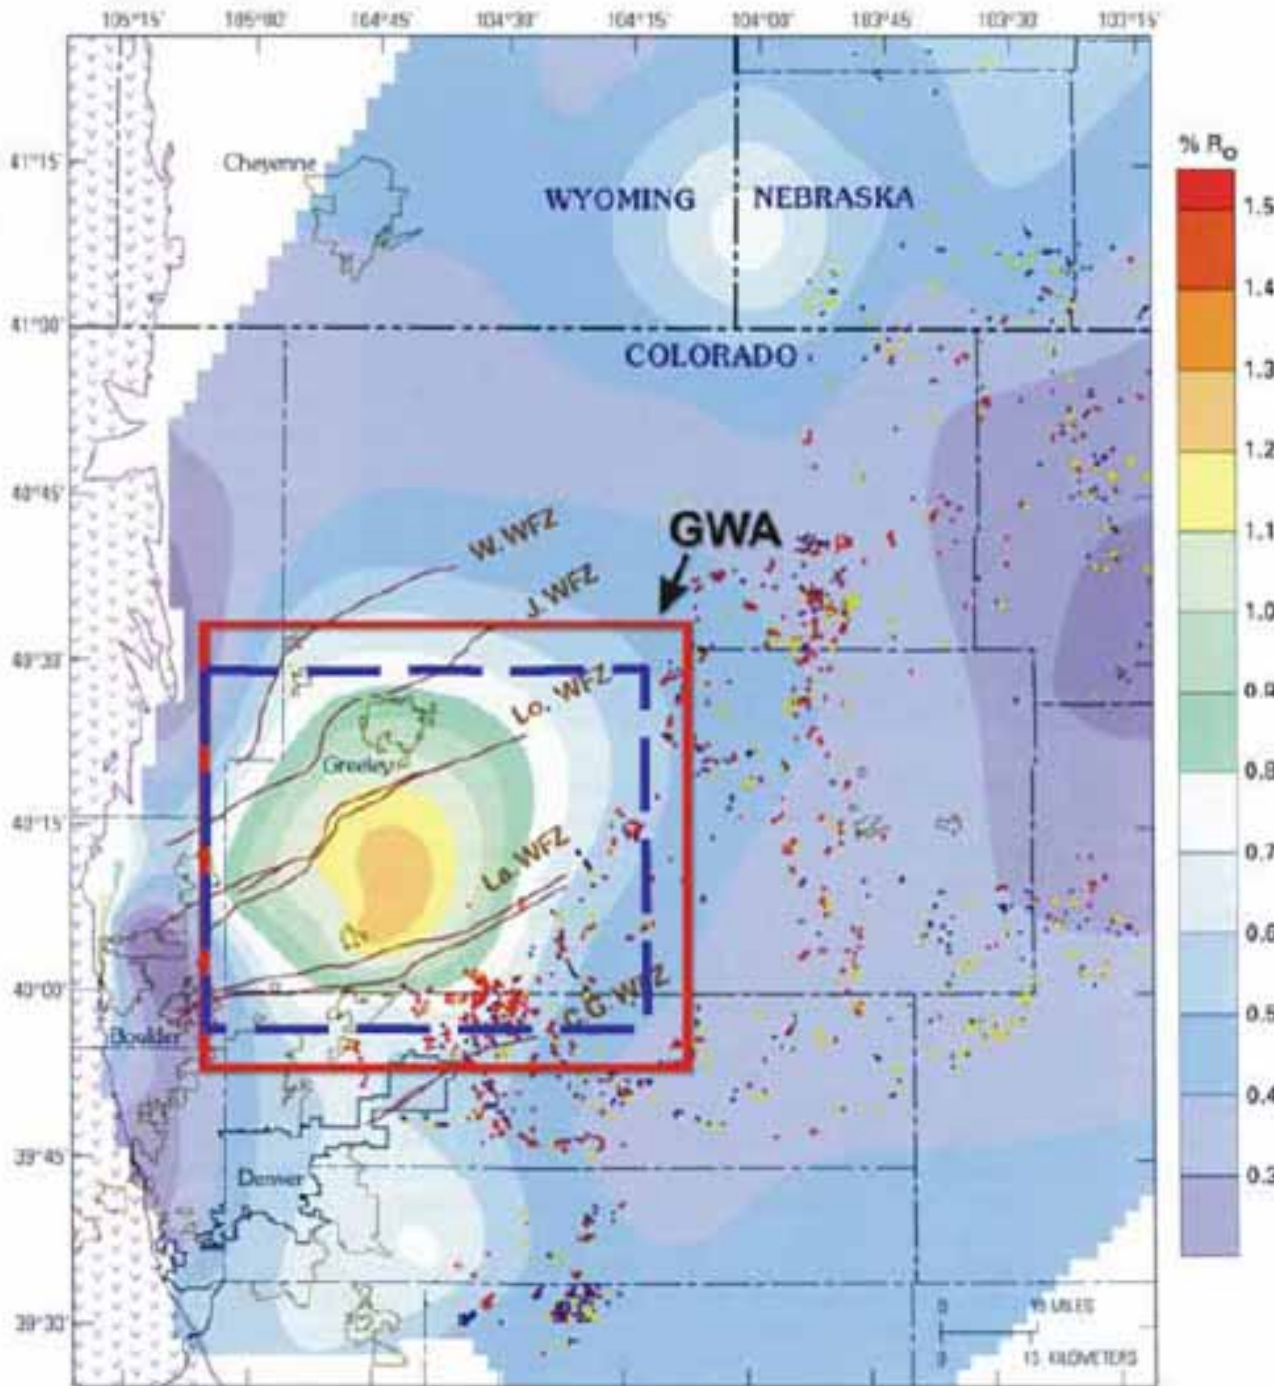 105°15' 105°00' 104°45' 104°30' 104°15' 104°00' 103°45' 103°30' 103°15'
% Ro
41°15'
Cheyenne
WYOMING NEBRASKA
1.5
1.4
41°00'
COLORADO
1.3
1.2
40°45'
W. WFZ
GWA
1.1
J. WFZ
1.0
40°30'
Lo. WFZ
0.9
Greeley
0.8
40°15'
La. WFZ
0.7
0.6
40°00'
C.G. WFZ
0.5
Boulder
0.4
39°45'
Denver
0.3
39°30'
0 15 MILES
0 15 KILOMETERS